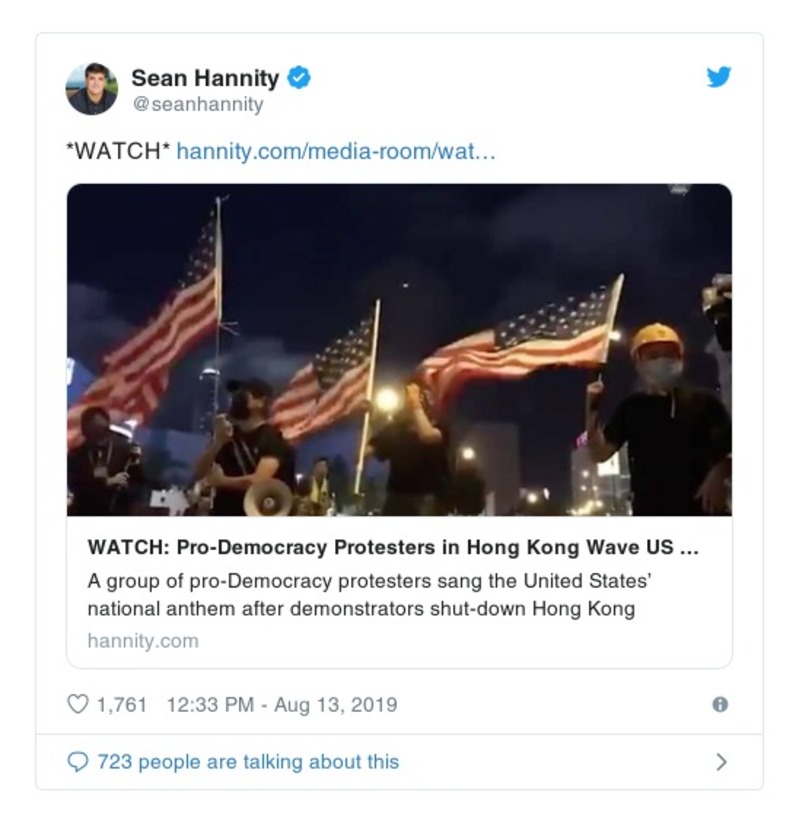 Sean Hannity
@seanhannity
*WATCH* hannity.com/media-room/wat…
WATCH: Pro-Democracy Protesters in Hong Kong Wave US ...
A group of pro-Democracy protesters sang the United States’
national anthem after demonstrators shut-down Hong Kong
hannity.com
1,761 12:33 PM - Aug 13, 2019
723 people are talking about this